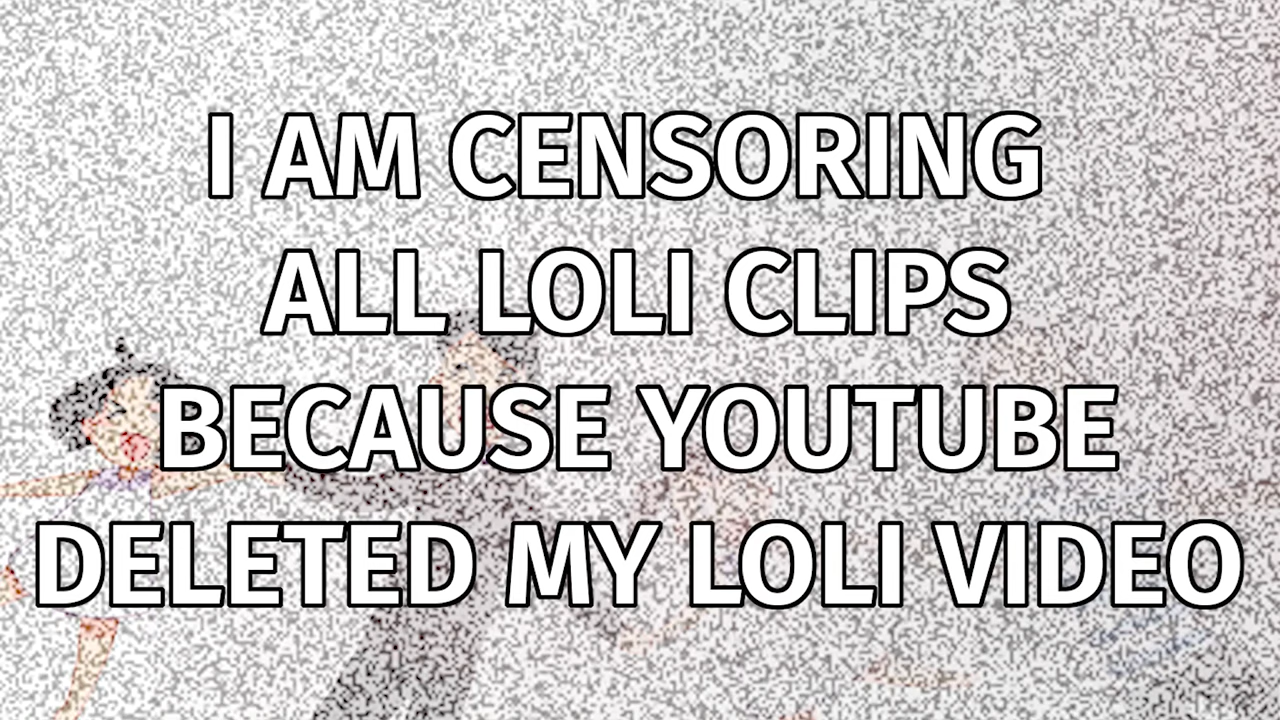 I AM CENSORING
ALL LOLI CLIPS
BECAUSE YOUTUBE
DELETED MY LOLI VIDEO